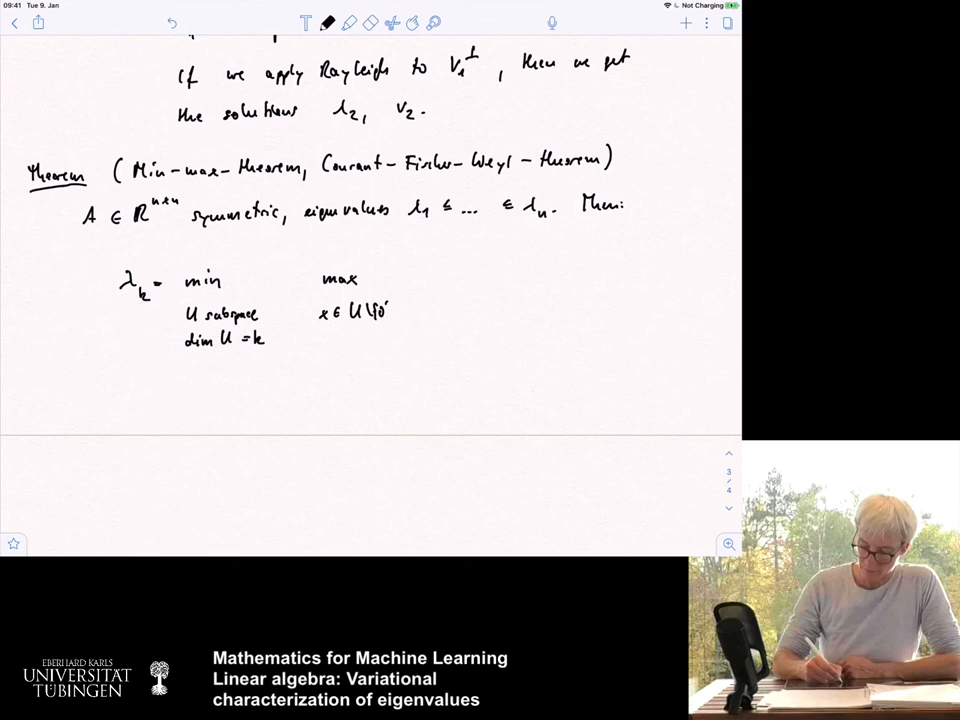 09:41 Tue 9. Jan
Not Charging
If we apply Rayleigh to V₁^⊥, then we get
the solutions λ₂, v₂.
Theorem (Min-max-theorem, Courant-Fischer-Weyl-theorem)
A ∈ ℝ^{n×n} symmetric, eigenvalues λ₁ ≤ ... ≤ λₙ. Then:
λ_k = min max
U subspace x ∈ U\{0}
dim U = k
3
/
4
EBERHARD KARLS
UNIVERSITÄT
TÜBINGEN
Mathematics for Machine Learning
Linear algebra: Variational
characterization of eigenvalues